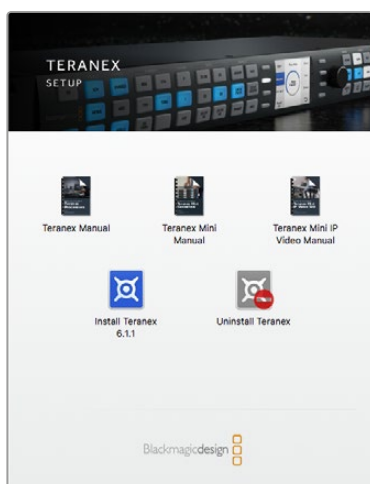 TERANEX
SETUP
Teranex Manual
Teranex Mini
Manual
Teranex Mini IP
Video Manual
Install Teranex
6.1.1
Uninstall Teranex
Blackmagicdesign